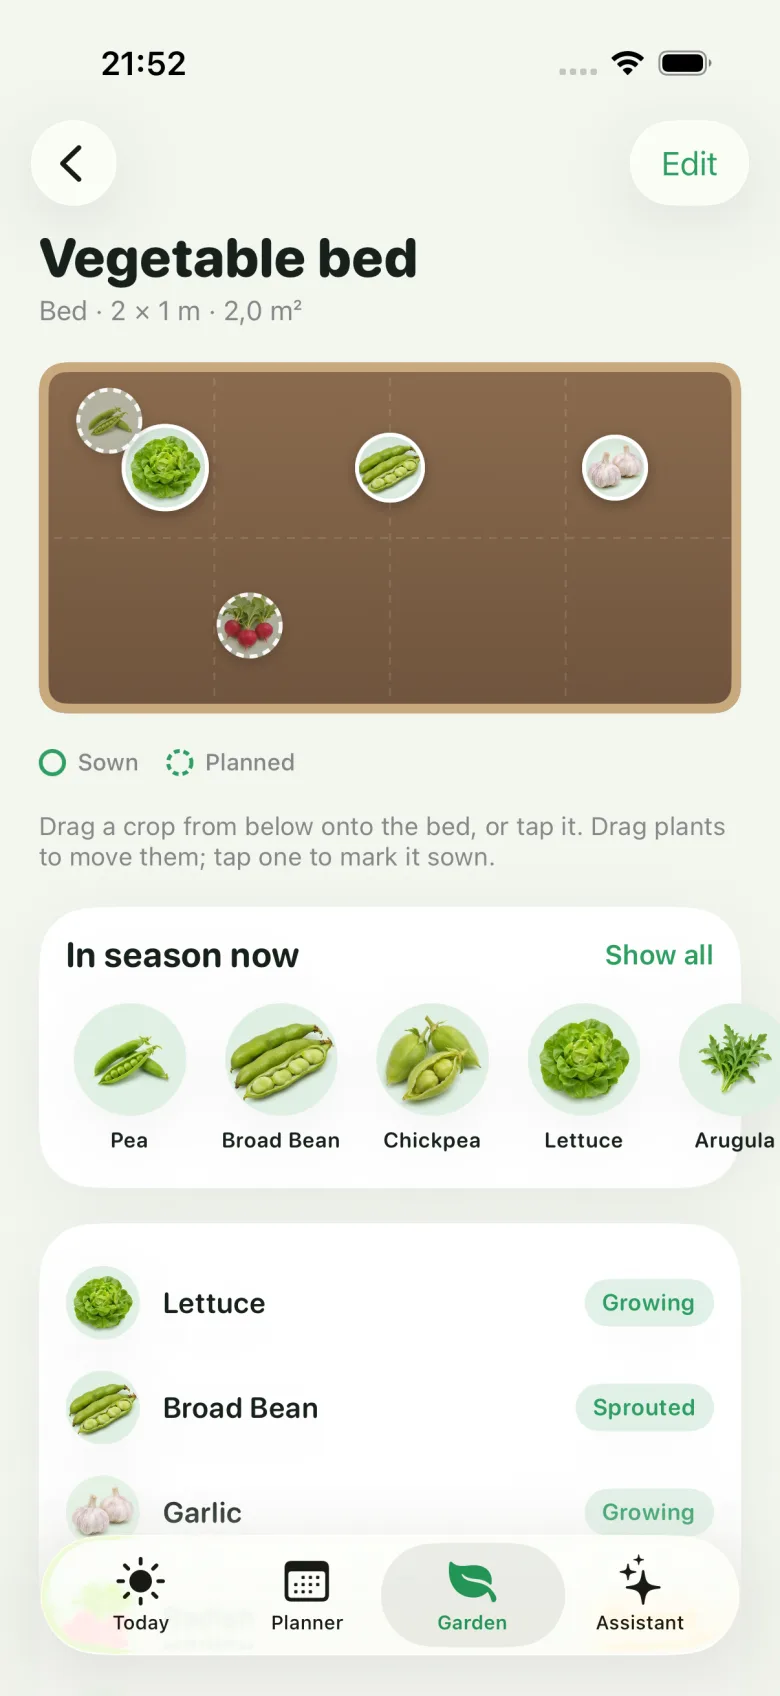 21:52
Edit
Vegetable bed
Bed · 2 × 1 m · 2,0 m²
Sown
Planned
Drag a crop from below onto the bed, or tap it. Drag plants
to move them; tap one to mark it sown.
In season now
Show all
Pea
Broad Bean
Chickpea
Lettuce
Arugula
Lettuce
Growing
Broad Bean
Sprouted
Garlic
Growing
Today
Planner
Garden
Assistant